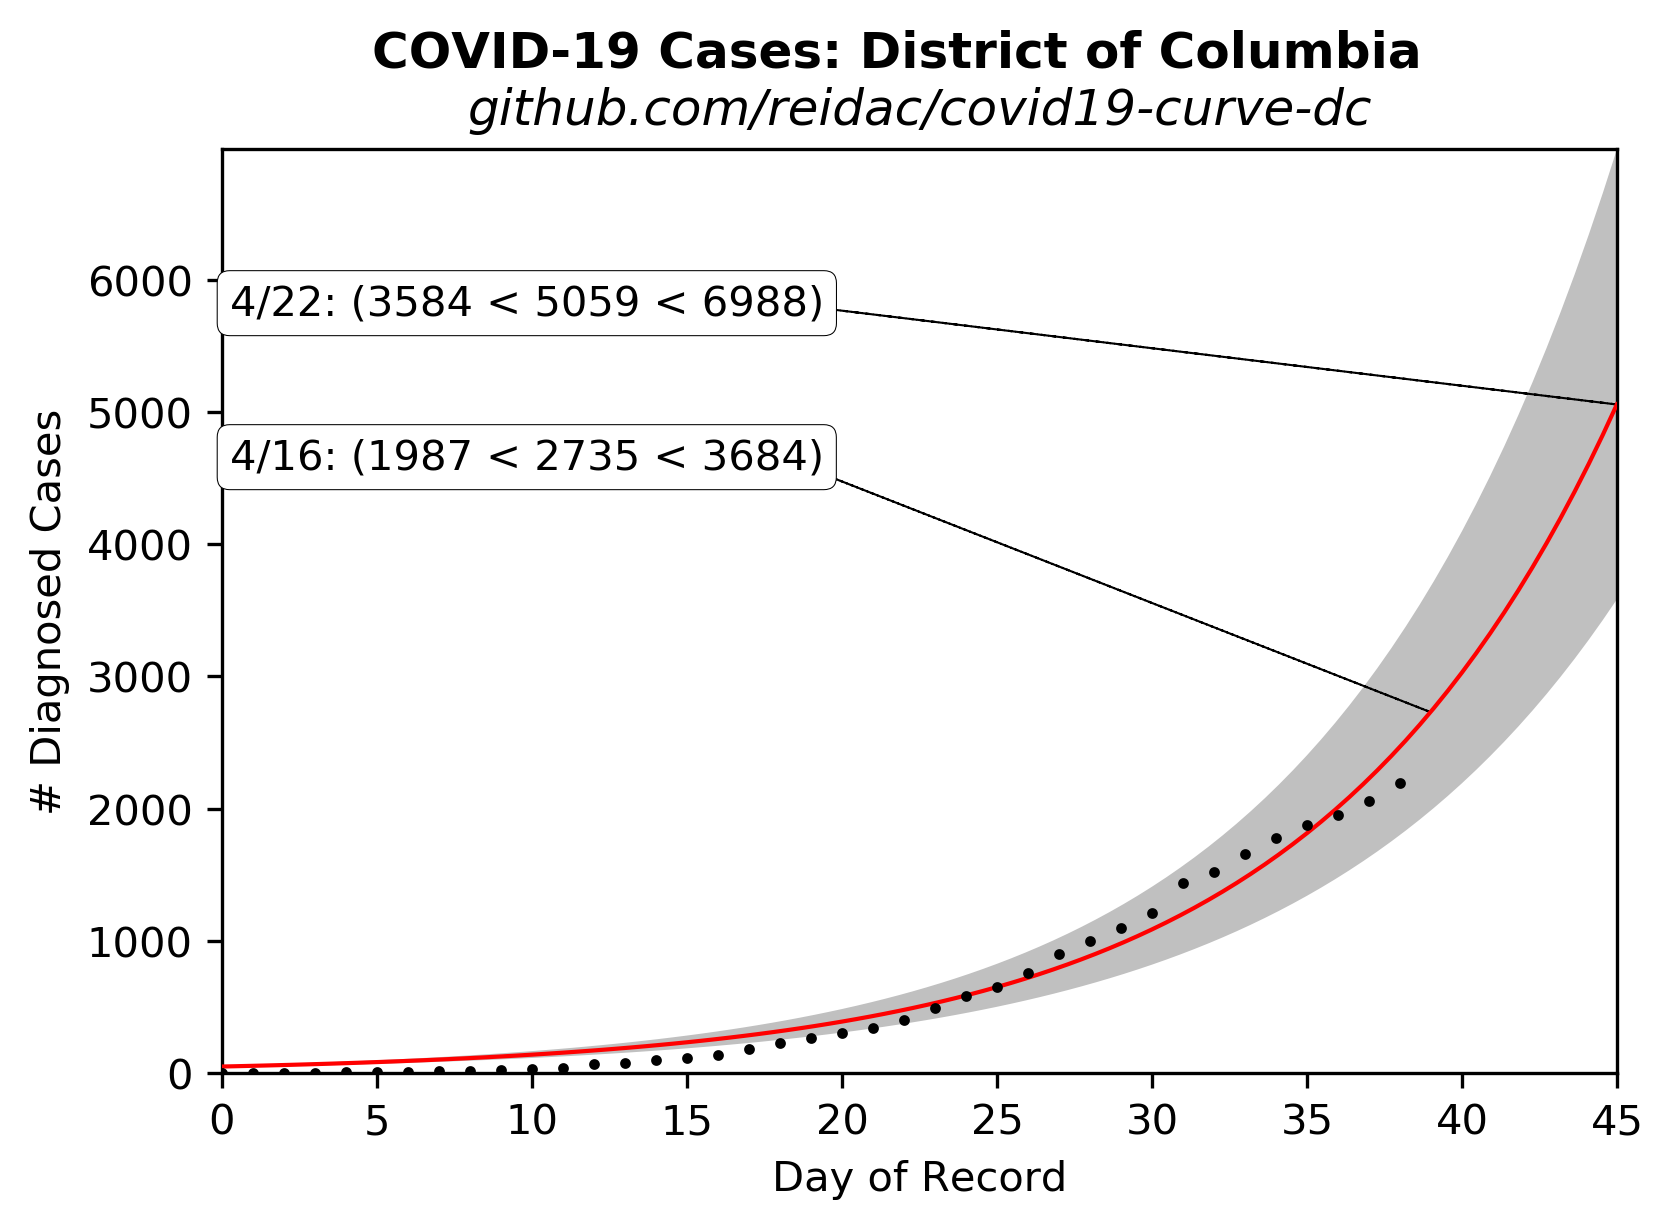 COVID-19 Cases: District of Columbia
github.com/reidac/covid19-curve-dc
6000
5000
4000
3000
2000
1000
0
# Diagnosed Cases
4/22: (3584 < 5059 < 6988)
4/16: (1987 < 2735 < 3684)
0 5 10 15 20 25 30 35 40 45
Day of Record